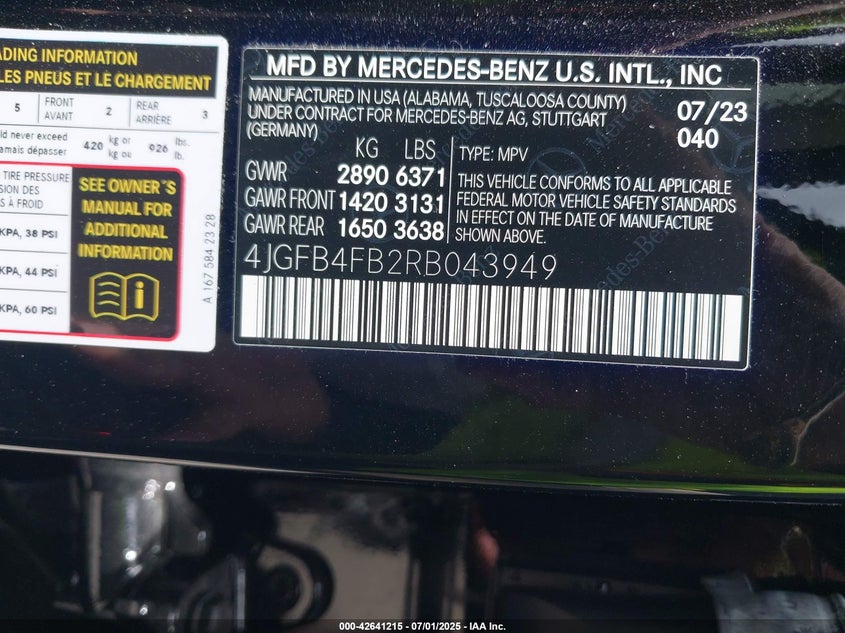 ADING INFORMATION
LES PNEUS ET LE CHARGEMENT
5 FRONT AVANT 2 REAR ARRIÈRE 3
ld never exceed
amais dépasser 420 kg or kg ou 926 lbs. lb.
TIRE PRESSURE
SION DES
S À FROID
KPA, 38 PSI
KPA, 44 PSI
KPA, 60 PSI
SEE OWNER'S
MANUAL FOR
ADDITIONAL
INFORMATION
A 167 584 23 28
MFD BY MERCEDES-BENZ U.S. INTL., INC
MANUFACTURED IN USA (ALABAMA, TUSCALOOSA COUNTY)
UNDER CONTRACT FOR MERCEDES-BENZ AG, STUTTGART
(GERMANY)
07/23
040
KG LBS
GWVR 2890 6371
GAWR FRONT 1420 3131
GAWR REAR 1650 3638
TYPE: MPV
THIS VEHICLE CONFORMS TO ALL APPLICABLE
FEDERAL MOTOR VEHICLE SAFETY STANDARDS
IN EFFECT ON THE DATE OF MANUFACTURE
SHOWN ABOVE.
4JGFB4FB2RB043949
000-42641215 - 07/01/2025 - IAA Inc.